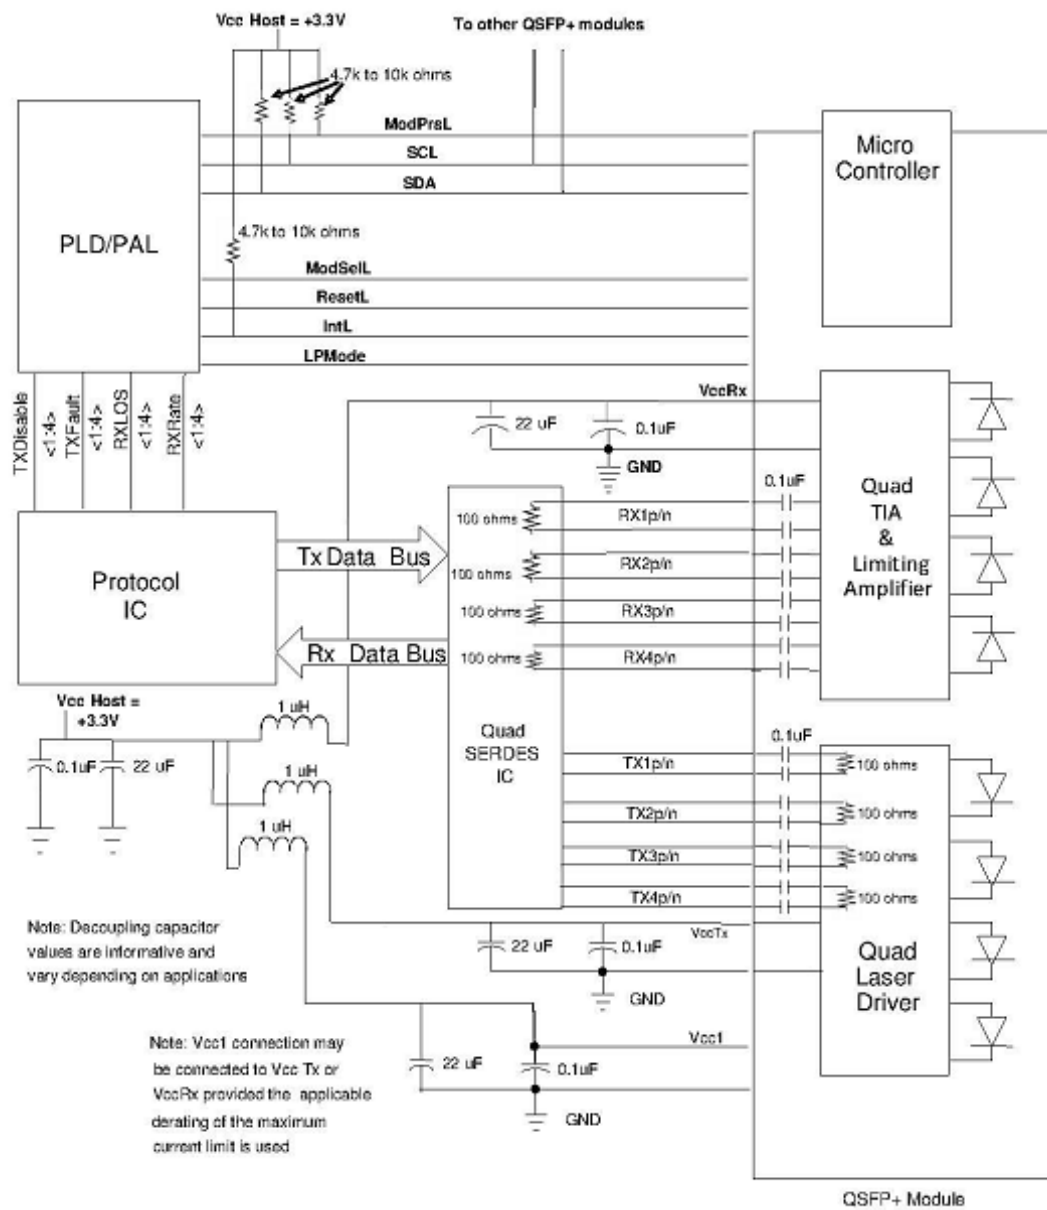 Vcc Host = +3.3V
To other QSFP+ modules
4.7k to 10k ohms
ModPrsL
SCL
SDA
4.7k to 10k ohms
PLD/PAL
ModSelL
ResetL
IntL
LPMode
Micro
Controller
TXDisable
<1:4>
TXFault
<1:4>
RXLOS
<1:4>
RXRate
<1:4>
VccRx
22 uF
0.1uF
GND
0.1uF
100 ohms
RX1p/n
100 ohms
RX2p/n
100 ohms
RX3p/n
100 ohms
RX4p/n
Quad
TIA
&
Limiting
Amplifier
Tx Data Bus
Protocol
IC
Rx Data Bus
Vcc Host =
+3.3V
0.1uF
22 uF
1 uH
1 uH
1 uH
Quad
SERDES
IC
0.1uF
TX1p/n
100 ohms
TX2p/n
100 ohms
TX3p/n
100 ohms
TX4p/n
100 ohms
VccTx
22 uF
0.1uF
GND
Quad
Laser
Driver
Note: Decoupling capacitor
values are informative and
vary depending on applications
Vcc1
22 uF
0.1uF
GND
Note: Vcc1 connection may
be connected to Vcc Tx or
VccRx provided the applicable
derating of the maximum
current limit is used
QSFP+ Module